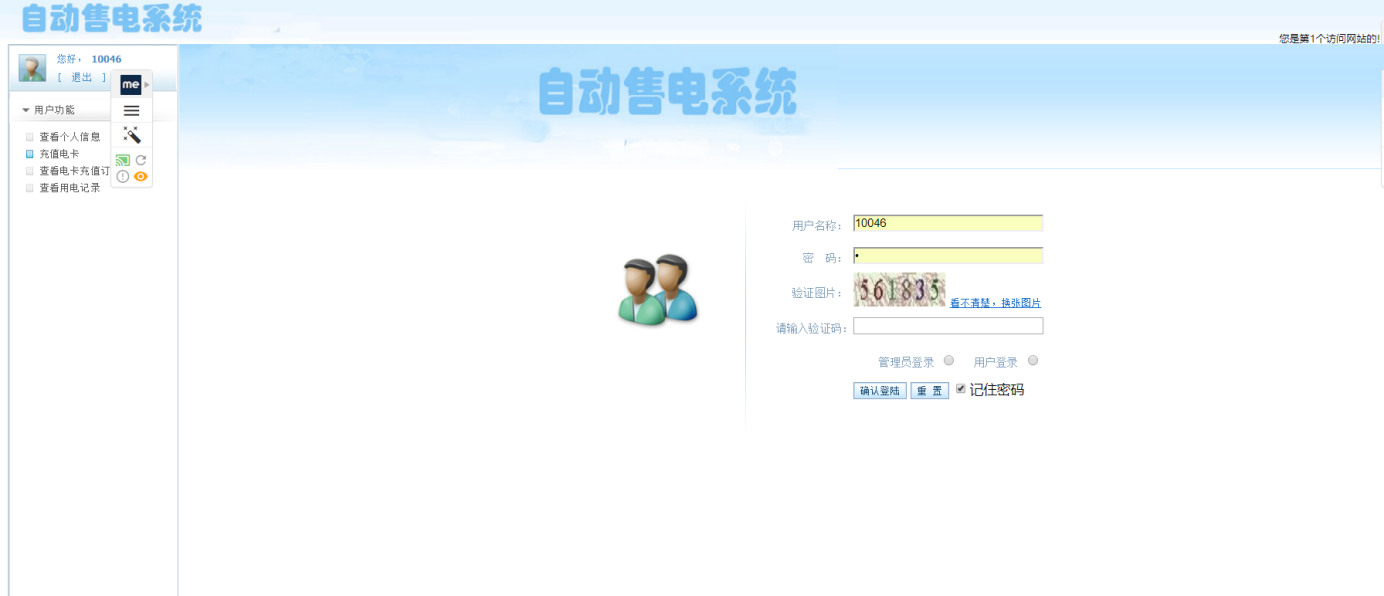 自动售电系统
您是第1个访问网站的!
您好， 10046
[ 退出 ]
me
用户功能
查看个人信息
充值电卡
查看电卡充值订
查看用电记录
自动售电系统
用户名称： 10046
密 码： •
验证图片： 561835 看不清楚，换张图片
请输入验证码：
管理员登录 用户登录
确认登陆 重 置 记住密码